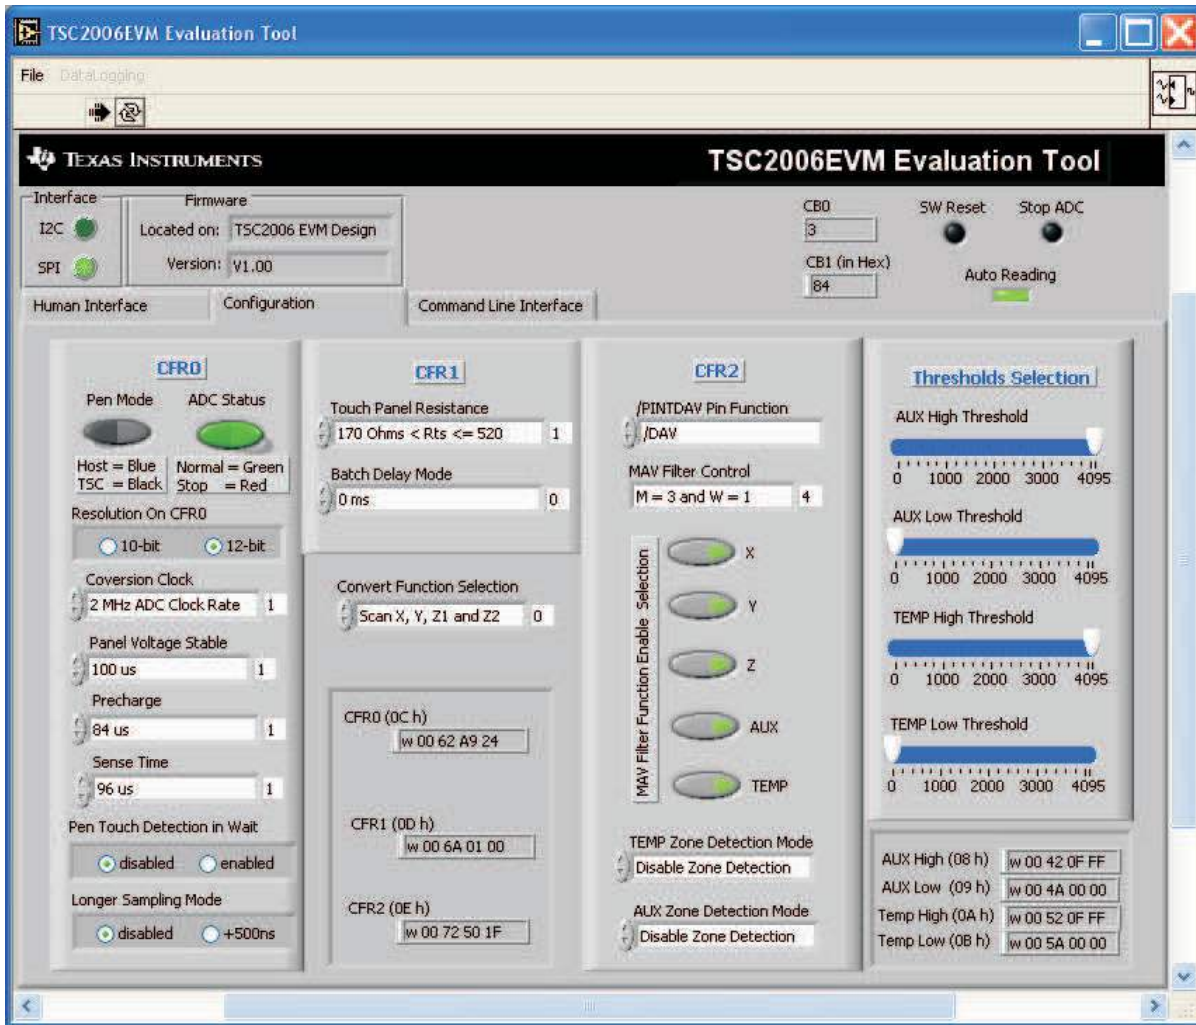 TSC2006EVM Evaluation Tool
File DataLogging
TEXAS INSTRUMENTS
TSC2006EVM Evaluation Tool
Interface
I2C
SPI
Firmware
Located on: TSC2006 EVM Design
Version: V1.00
CB0
3
CB1 (in Hex)
84
SW Reset
Stop ADC
Auto Reading
Human Interface
Configuration
Command Line Interface
CFR0
Pen Mode
ADC Status
Host = Blue
TSC = Black
Normal = Green
Stop = Red
Resolution On CFR0
10-bit 12-bit
Coversion Clock
2 MHz ADC Clock Rate 1
Panel Voltage Stable
100 us 1
Precharge
84 us 1
Sense Time
96 us 1
Pen Touch Detection in Wait
disabled enabled
Longer Sampling Mode
disabled +500ns
CFR1
Touch Panel Resistance
170 Ohms < Rts <= 520 1
Batch Delay Mode
0 ms 0
Convert Function Selection
Scan X, Y, Z1 and Z2 0
CFR0 (0C h)
w 00 62 A9 24
CFR1 (0D h)
w 00 6A 01 00
CFR2 (0E h)
w 00 72 50 1F
CFR2
/PINTDAV Pin Function
/DAV
MAV Filter Control
M = 3 and W = 1 4
MAV Filter Function Enable Selection
X
Y
Z
AUX
TEMP
TEMP Zone Detection Mode
Disable Zone Detection
AUX Zone Detection Mode
Disable Zone Detection
Thresholds Selection
AUX High Threshold
0 1000 2000 3000 4095
AUX Low Threshold
0 1000 2000 3000 4095
TEMP High Threshold
0 1000 2000 3000 4095
TEMP Low Threshold
0 1000 2000 3000 4095
AUX High (08 h) w 00 42 0F FF
AUX Low (09 h) w 00 4A 00 00
Temp High (0A h) w 00 52 0F FF
Temp Low (0B h) w 00 5A 00 00